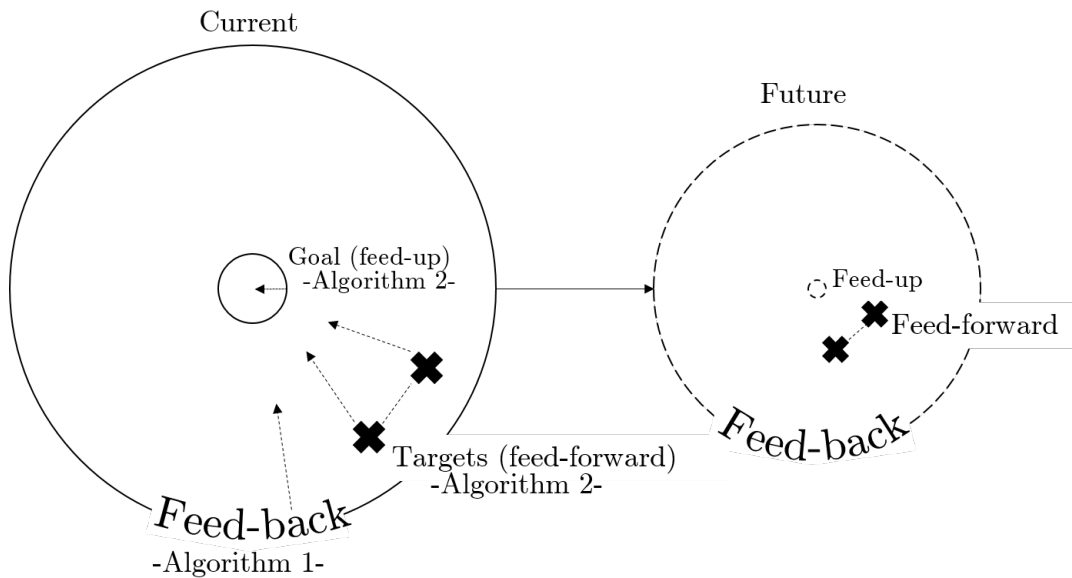 Current
Future
Goal (feed-up)
-Algorithm 2-
Feed-up
Feed-forward
Targets (feed-forward)
-Algorithm 2-
Feed-back
Feed-back
-Algorithm 1-